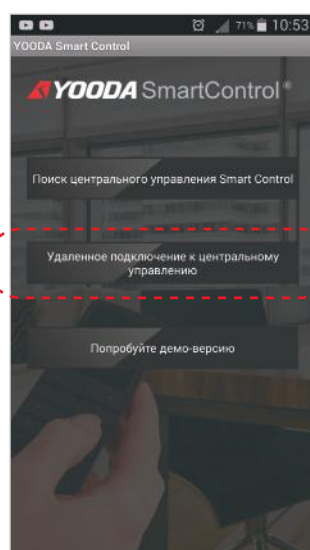 71% 10:53
YOODA Smart Control
YOODA SmartControl®
Поиск центрального управления Smart Control
Удаленное подключение к центральному
управлению
Попробуйте демо-версию